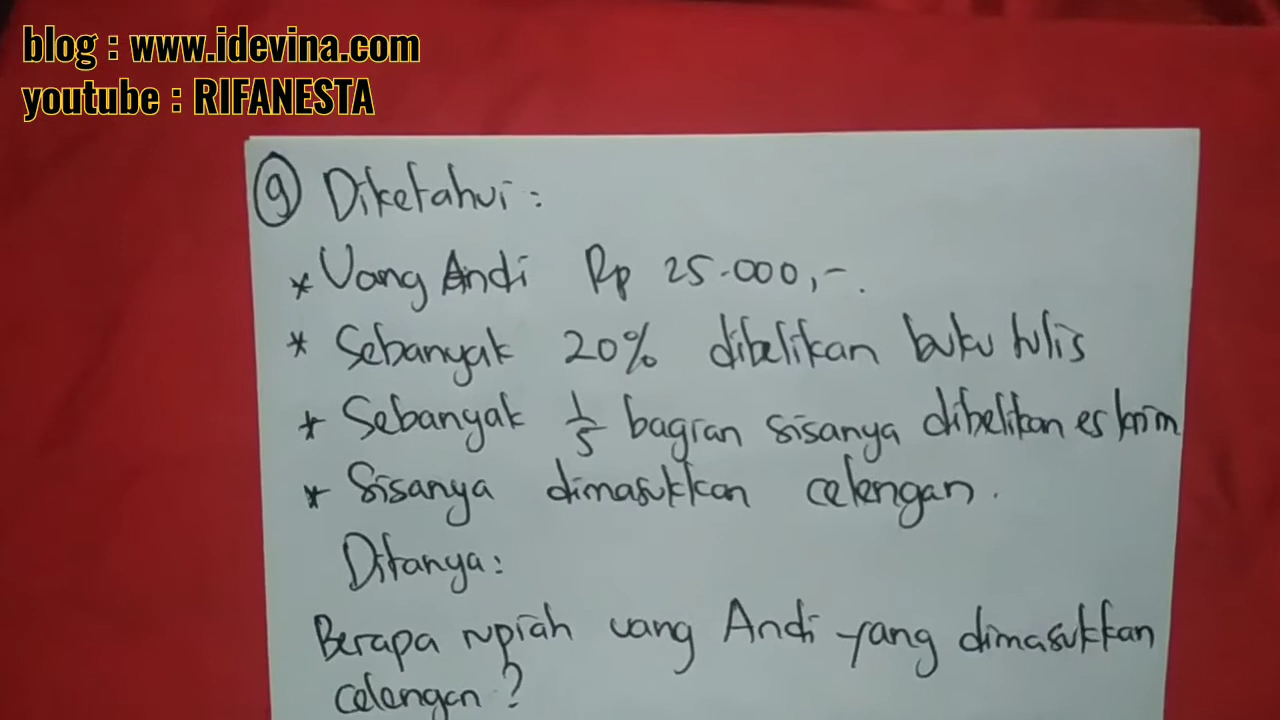 blog : www.idevina.com
youtube : RIFANESTA
9 Diketahui :
* Uang Andi Rp 25.000,-.
* Sebanyak 20% dibelikan buku tulis
* Sebanyak 1/5 bagian sisanya dibelikan es krim
* Sisanya dimasukkan celengan.
Ditanya :
Berapa rupiah uang Andi yang dimasukkan
celengan ?